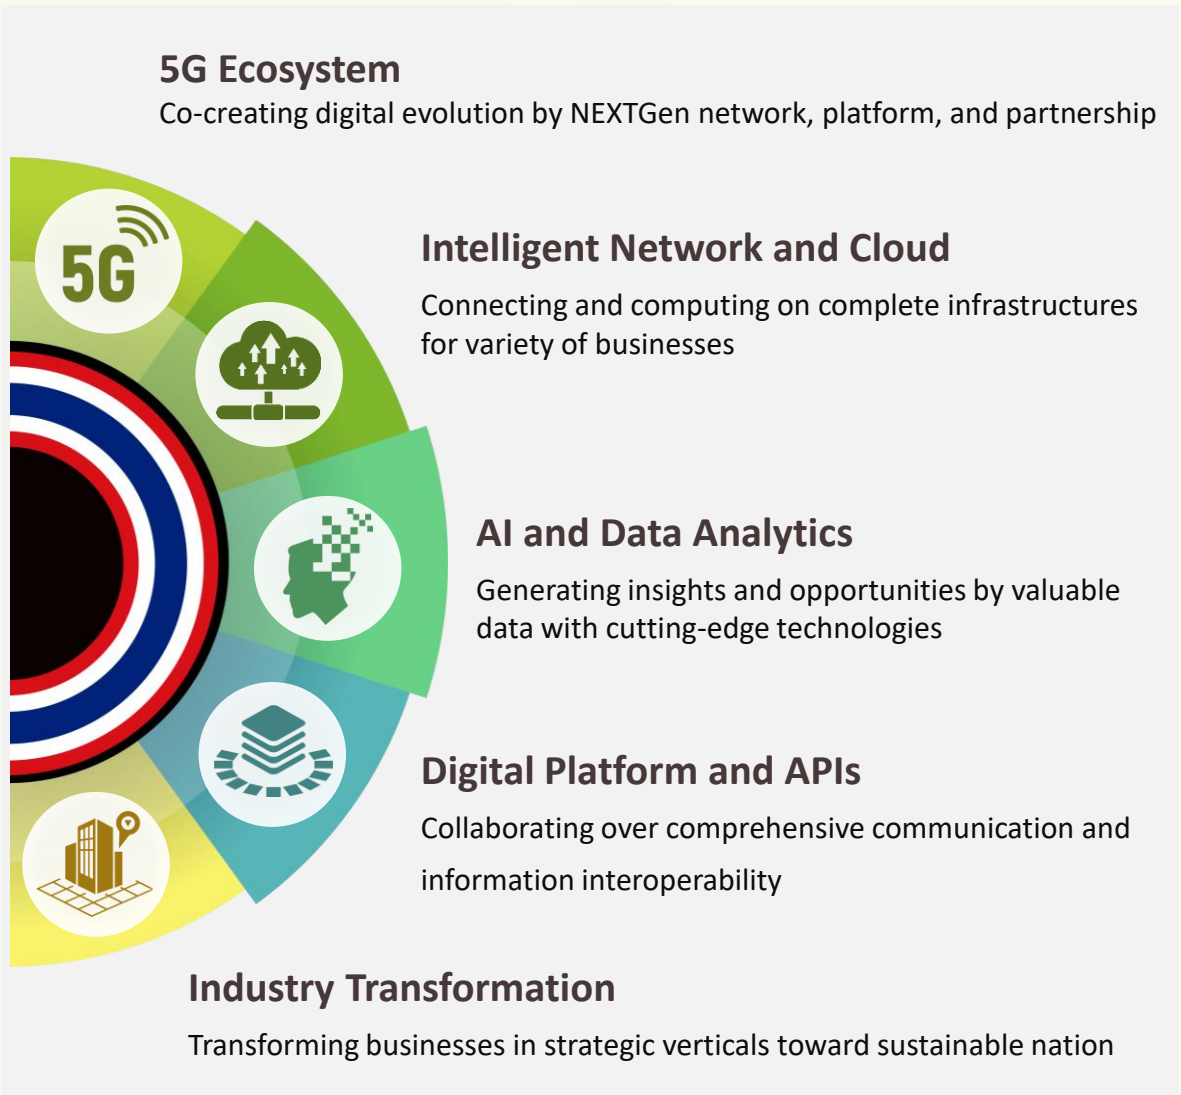 5G Ecosystem
Co-creating digital evolution by NEXTGen network, platform, and partnership
5G
Intelligent Network and Cloud
Connecting and computing on complete infrastructures
for variety of businesses
AI and Data Analytics
Generating insights and opportunities by valuable
data with cutting-edge technologies
Digital Platform and APIs
Collaborating over comprehensive communication and
information interoperability
Industry Transformation
Transforming businesses in strategic verticals toward sustainable nation